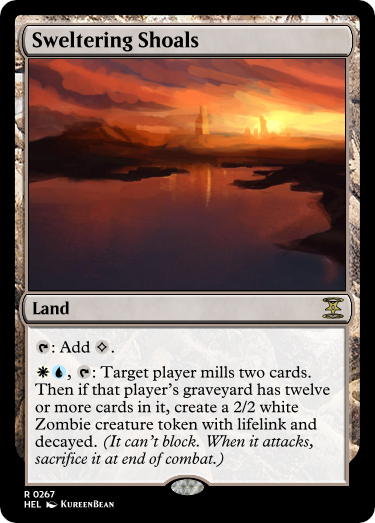 Sweltering Shoals
Land
: Add .
, : Target player mills two cards.
Then if that player's graveyard has twelve
or more cards in it, create a 2/2 white
Zombie creature token with lifelink and
decayed. (It can't block. When it attacks,
sacrifice it at end of combat.)
R 0267
HEL KureenBean